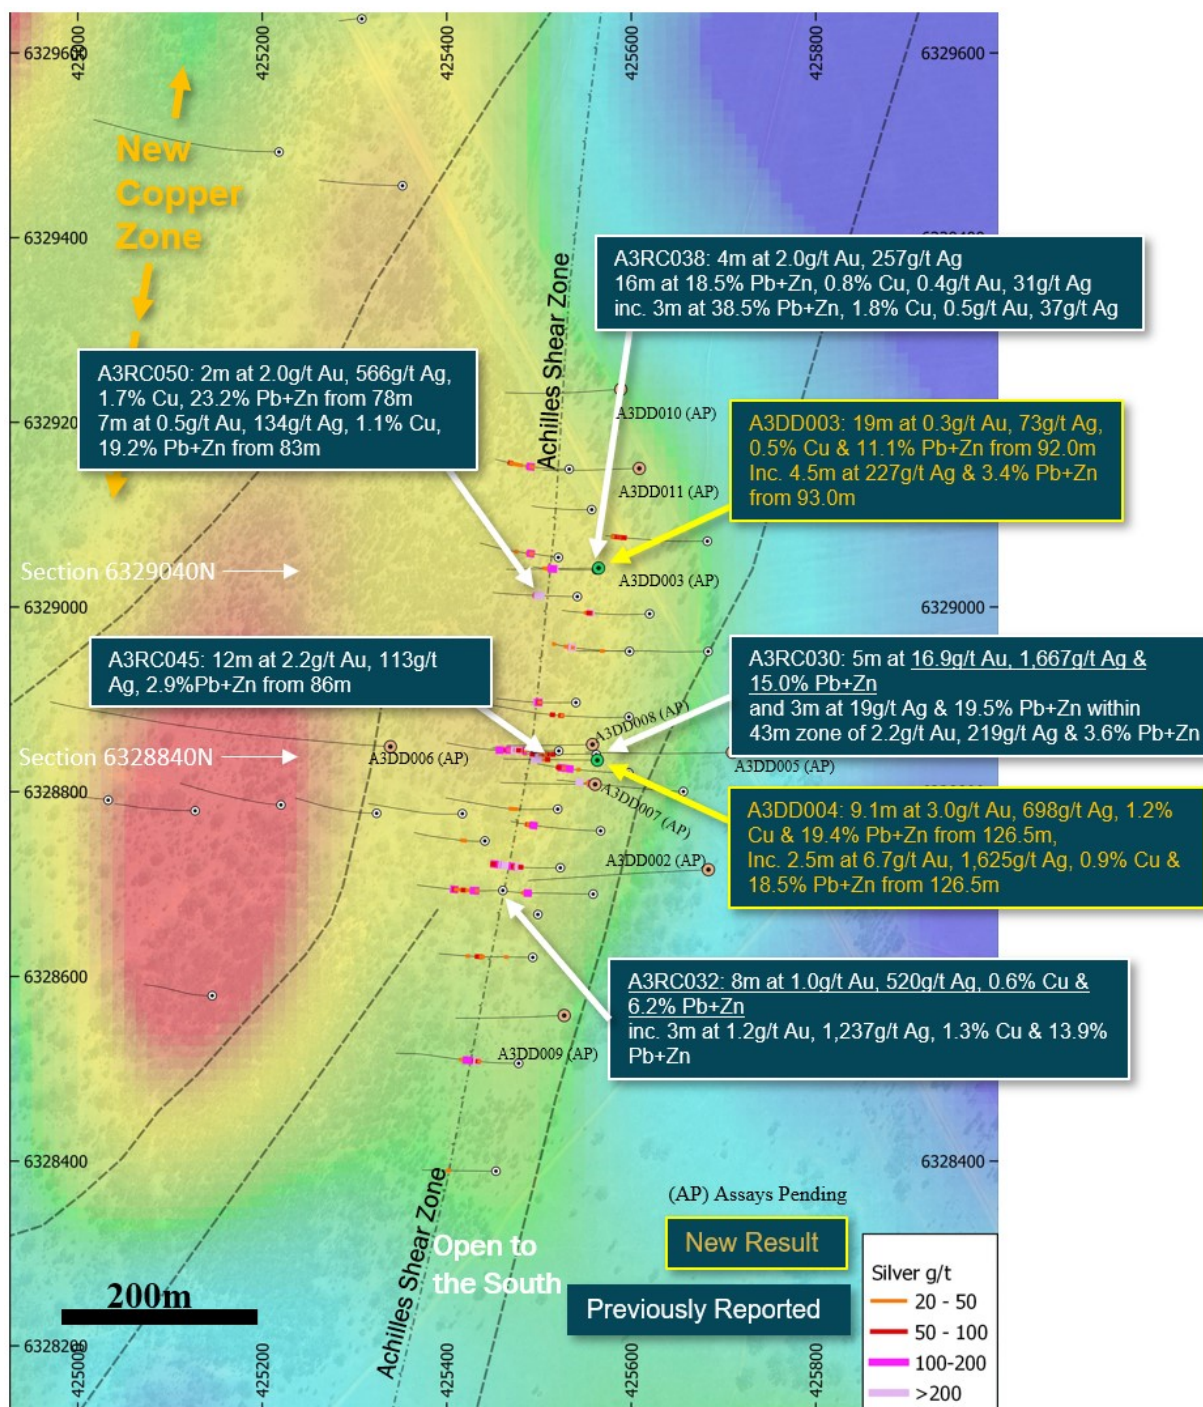 425000
425200
425400
425600
425800
6329600
6329600
New
Copper
Zone
6329400
A3RC038: 4m at 2.0g/t Au, 257g/t Ag
16m at 18.5% Pb+Zn, 0.8% Cu, 0.4g/t Au, 31g/t Ag
inc. 3m at 38.5% Pb+Zn, 1.8% Cu, 0.5g/t Au, 37g/t Ag
Achilles Shear Zone
A3RC050: 2m at 2.0g/t Au, 566g/t Ag,
1.7% Cu, 23.2% Pb+Zn from 78m
7m at 0.5g/t Au, 134g/t Ag, 1.1% Cu,
19.2% Pb+Zn from 83m
A3DD010 (AP)
A3DD003: 19m at 0.3g/t Au, 73g/t Ag,
0.5% Cu & 11.1% Pb+Zn from 92.0m
Inc. 4.5m at 227g/t Ag & 3.4% Pb+Zn
from 93.0m
A3DD011 (AP)
Section 6329040N
A3DD003 (AP)
6329000
6329000
A3RC045: 12m at 2.2g/t Au, 113g/t
Ag, 2.9%Pb+Zn from 86m
A3RC030: 5m at 16.9g/t Au, 1,667g/t Ag &
15.0% Pb+Zn
and 3m at 19g/t Ag & 19.5% Pb+Zn within
43m zone of 2.2g/t Au, 219g/t Ag & 3.6% Pb+Zn
A3DD008 (AP)
Section 6328840N
A3DD006 (AP)
A3DD005 (AP)
6328800
A3DD007 (AP)
A3DD004: 9.1m at 3.0g/t Au, 698g/t Ag, 1.2%
Cu & 19.4% Pb+Zn from 126.5m,
Inc. 2.5m at 6.7g/t Au, 1,625g/t Ag, 0.9% Cu &
18.5% Pb+Zn from 126.5m
A3DD002 (AP)
6328600
A3RC032: 8m at 1.0g/t Au, 520g/t Ag, 0.6% Cu &
6.2% Pb+Zn
inc. 3m at 1.2g/t Au, 1,237g/t Ag, 1.3% Cu & 13.9%
Pb+Zn
A3DD009 (AP)
6328400
6328400
Achilles Shear Zone
(AP) Assays Pending
Open to
the South
New Result
Previously Reported
200m
6328200
425000
425200
425400
425600
425800
Silver g/t
20 - 50
50 - 100
100-200
>200